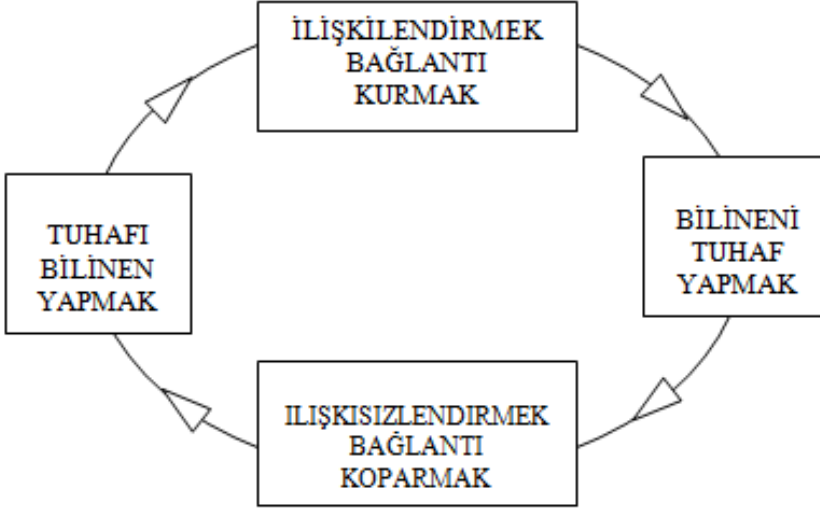 İLİŞKİLENDİRMEK
BAĞLANTI
KURMAK
BİLİNENİ
TUHAF
YAPMAK
ILIŞKISIZLENDIRMEK
BAĞLANTI
KOPARMAK
TUHAFI
BİLİNEN
YAPMAK